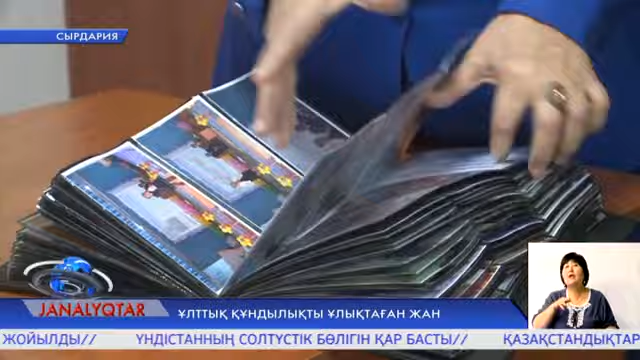 СЫРДАРИЯ
JANALYQTAR
ҰЛТТЫҚ ҚҰНДЫЛЫҚТЫ ҰЛЫҚТАҒАН ЖАН
ЖОЙЫЛДЫ// ҮНДІСТАННЫҢ СОЛТҮСТІК БӨЛІГІН ҚАР БАСТЫ// ҚАЗАҚСТАНДЫҚТАР